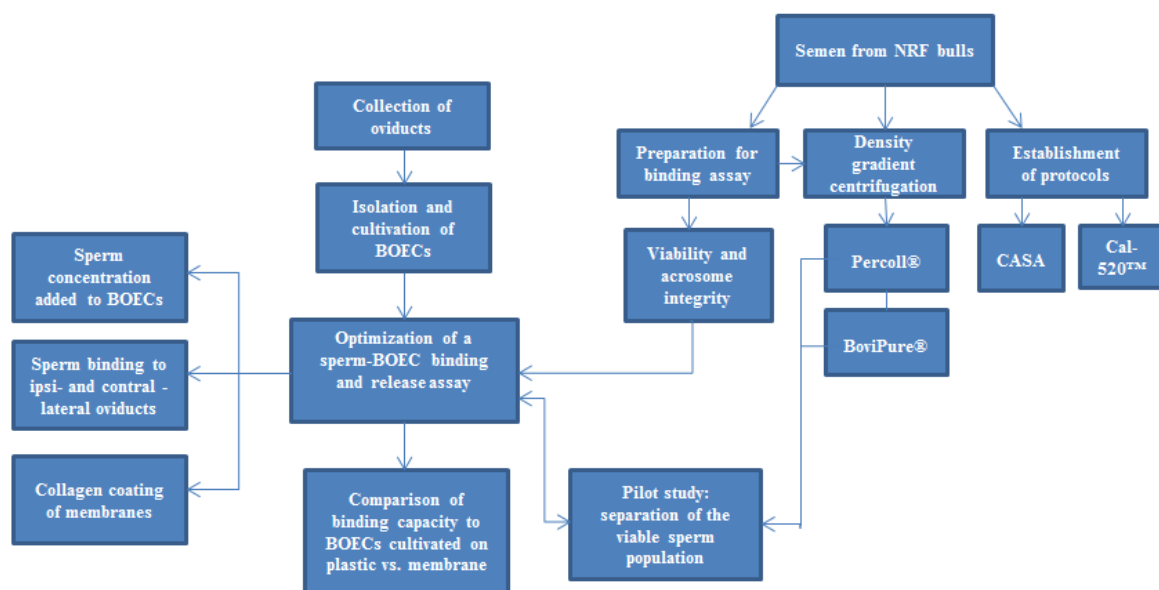 Semen from NRF bulls
Collection of
oviducts
Preparation for
binding assay
Density
gradient
centrifugation
Establishment
of protocols
Isolation and
cultivation of
BOECs
Viability and
acrosome
integrity
Percoll®
CASA
Cal-
520™
Sperm
concentration
added to BOECs
Optimization of a
sperm-BOEC binding
and release assay
BoviPure®
Sperm binding to
ipsi- and contral -
lateral oviducts
Collagen coating
of membranes
Comparison of
binding capacity to
BOECs cultivated on
plastic vs. membrane
Pilot study:
separation of the
viable sperm
population